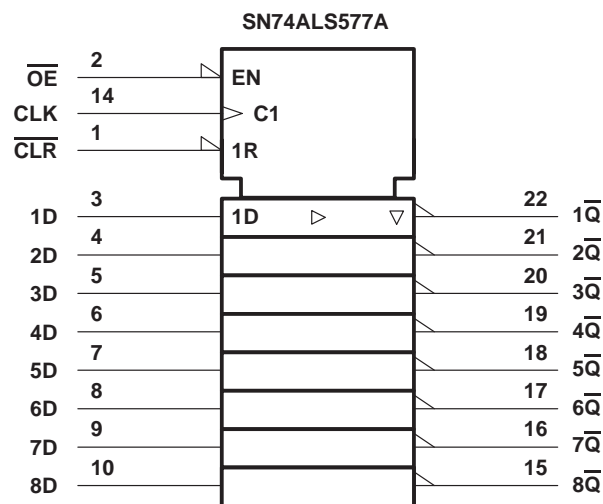 SN74ALS577A
OE 2 EN
CLK 14 C1
CLR 1 1R
1D 3 1D 22 1Q
2D 4 21 2Q
3D 5 20 3Q
4D 6 19 4Q
5D 7 18 5Q
6D 8 17 6Q
7D 9 16 7Q
8D 10 15 8Q